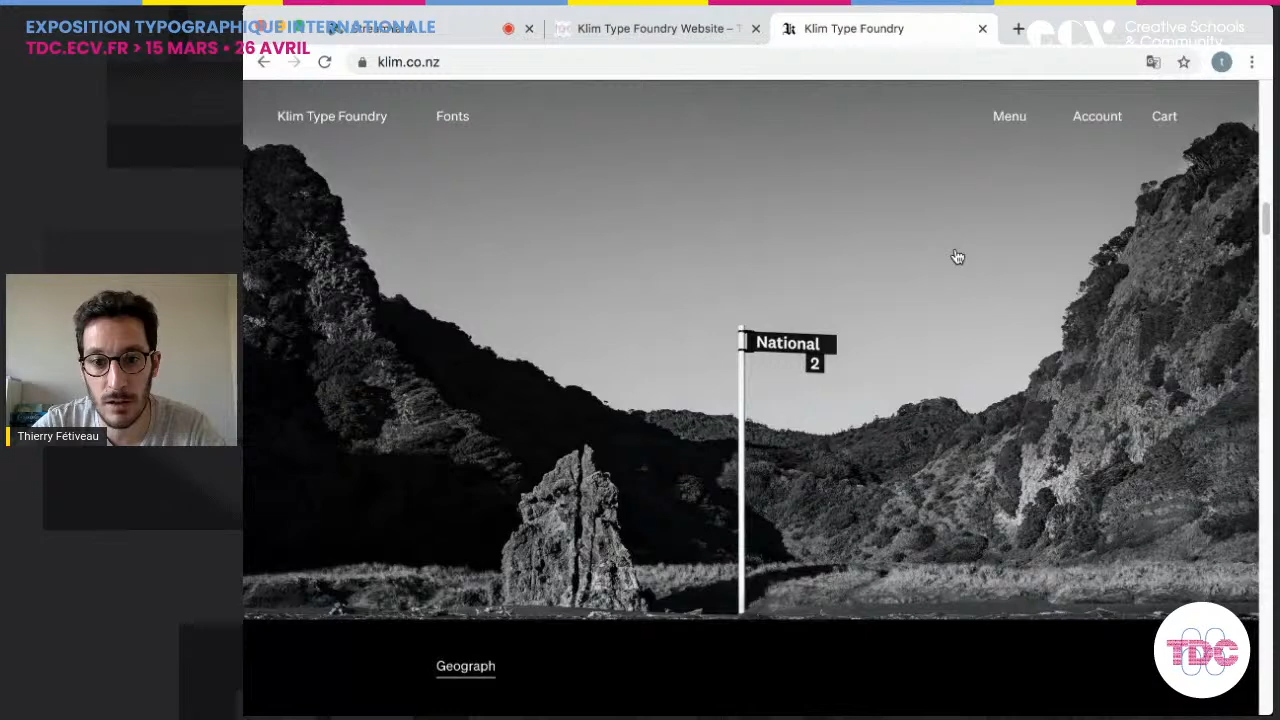 EXPOSITION TYPOGRAPHIQUE INTERNATIONALE
TDC.ECV.FR > 15 MARS • 26 AVRIL
Klim Type Foundry Website – T
Klim Type Foundry
ecv
Creative Schools
& Community
klim.co.nz
t
Klim Type Foundry
Fonts
Menu
Account
Cart
National
2
Thierry Fétiveau
Geograph
TDC